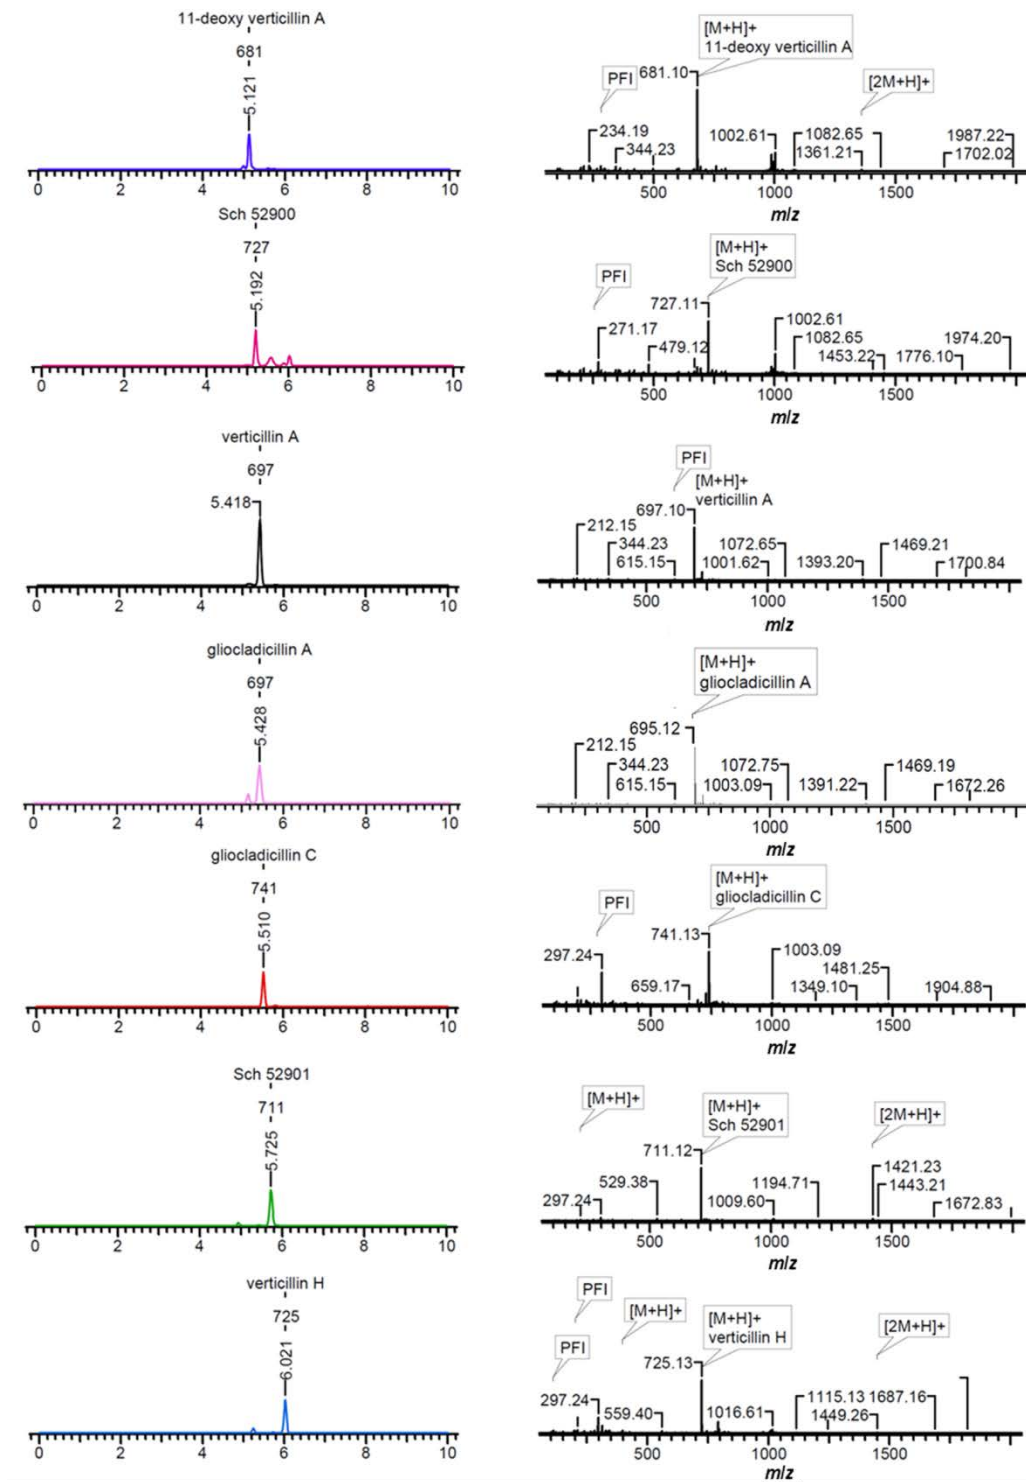 11-deoxy verticillin A
681
5.121
0 2 4 6 8 10
[M+H]+
11-deoxy verticillin A
PFI
681.10
[2M+H]+
234.19
344.23
1002.61
1082.65
1361.21
1987.22
1702.02
500 1000 1500
m/z
Sch 52900
727
5.192
0 2 4 6 8 10
[M+H]+
Sch 52900
PFI
727.11
271.17
479.12
1002.61
1082.65
1453.22
1776.10
1974.20
500 1000 1500
m/z
verticillin A
697
5.418
0 2 4 6 8 10
PFI
[M+H]+
verticillin A
697.10
212.15
344.23
615.15
1072.65
1001.62
1393.20
1469.21
1700.84
500 1000 1500
m/z
gliocladicillin A
697
5.428
0 2 4 6 8 10
[M+H]+
gliocladicillin A
695.12
212.15
344.23
615.15
1072.75
1003.09
1391.22
1469.19
1672.26
500 1000 1500
m/z
gliocladicillin C
741
5.510
0 2 4 6 8 10
[M+H]+
gliocladicillin C
PFI
741.13
297.24
659.17
1003.09
1481.25
1349.10
1904.88
500 1000 1500
m/z
Sch 52901
711
5.725
0 2 4 6 8 10
[M+H]+
[M+H]+
Sch 52901
[2M+H]+
711.12
529.38
297.24
1194.71
1009.60
1421.23
1443.21
1672.83
500 1000 1500
m/z
verticillin H
725
6.021
0 2 4 6 8 10
PFI
[M+H]+
[M+H]+
verticillin H
[2M+H]+
PFI
725.13
297.24
559.40
1016.61
1115.13
1687.16
1449.26
500 1000 1500
m/z